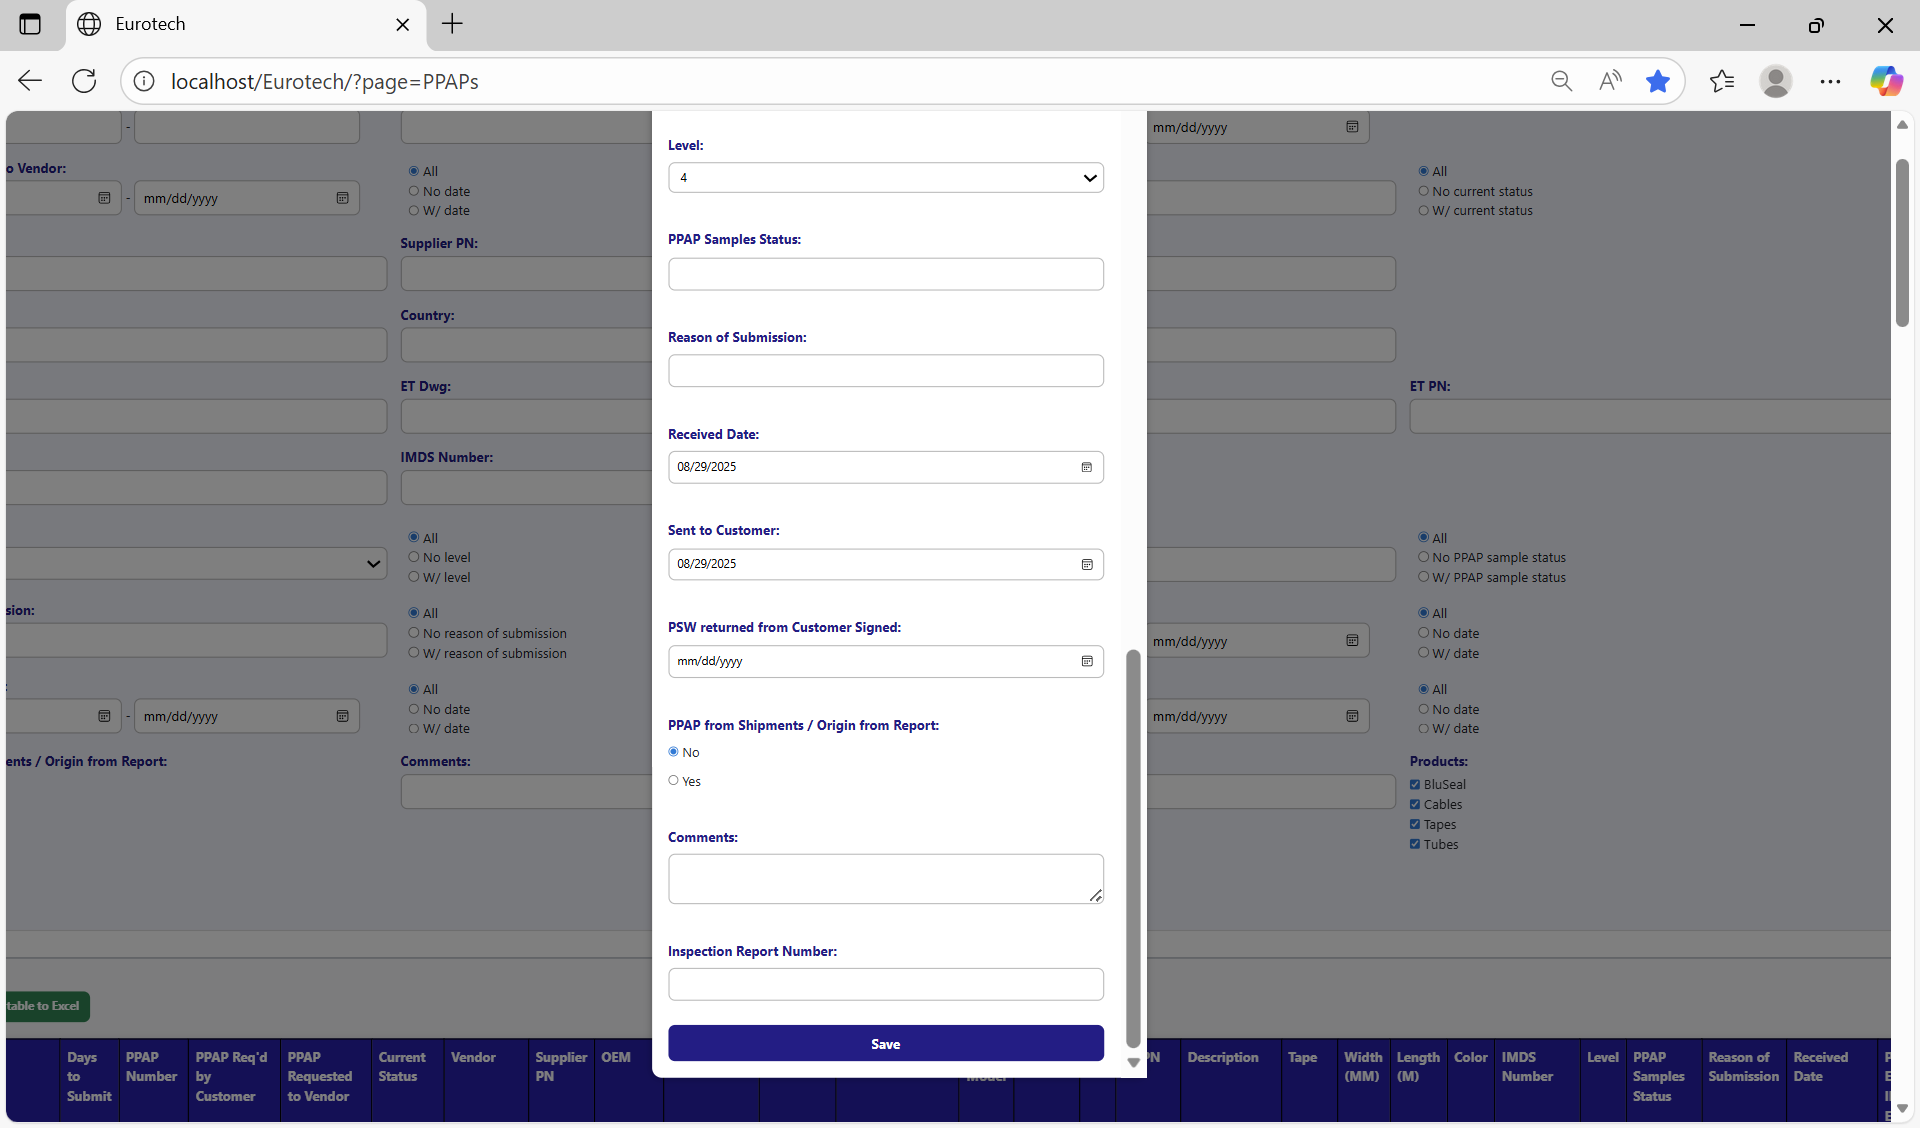 Eurotech
localhost/Eurotech/?page=PPAPs
- mm/dd/yyyy
o Vendor:
- mm/dd/yyyy
All
No date
W/ date
All
No current status
W/ current status
Supplier PN:
Country:
ET Dwg:
ET PN:
IMDS Number:
All
No level
W/ level
All
No PPAP sample status
W/ PPAP sample status
sion:
All
No reason of submission
W/ reason of submission
mm/dd/yyyy
All
No date
W/ date
:
- mm/dd/yyyy
All
No date
W/ date
mm/dd/yyyy
All
No date
W/ date
ents / Origin from Report:
Comments:
Products:
BluSeal
Cables
Tapes
Tubes
Level:
4
PPAP Samples Status:
Reason of Submission:
Received Date:
08/29/2025
Sent to Customer:
08/29/2025
PSW returned from Customer Signed:
mm/dd/yyyy
PPAP from Shipments / Origin from Report:
No
Yes
Comments:
Inspection Report Number:
Save
table to Excel
Days to Submit
PPAP Number
PPAP Req'd by Customer
PPAP Requested to Vendor
Current Status
Vendor
Supplier PN
OEM
Model
PN
Description
Tape
Width (MM)
Length (M)
Color
IMDS Number
Level
PPAP Samples Status
Reason of Submission
Received Date